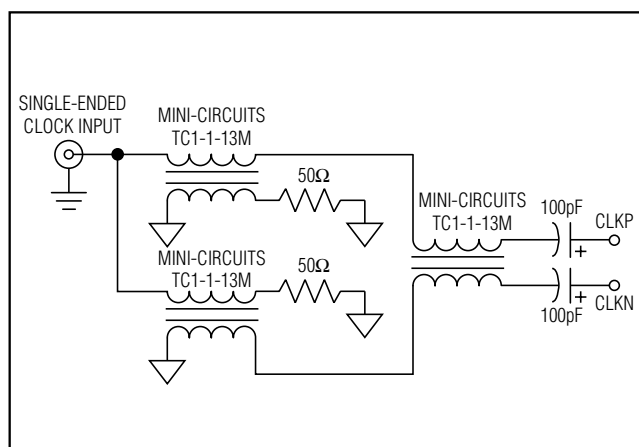 SINGLE-ENDED
CLOCK INPUT
MINI-CIRCUITS
TC1-1-13M
50Ω
MINI-CIRCUITS
TC1-1-13M
100pF
CLKP
+
MINI-CIRCUITS
TC1-1-13M
50Ω
+
CLKN
100pF